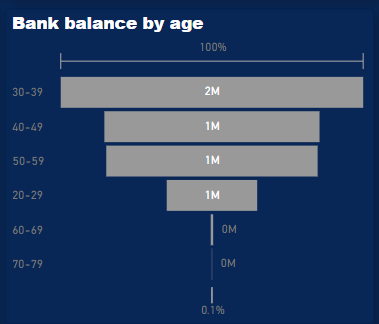 Bank balance by age
100%
30-39 2M
40-49 1M
50-59 1M
20-29 1M
60-69 0M
70-79 0M
0.1%